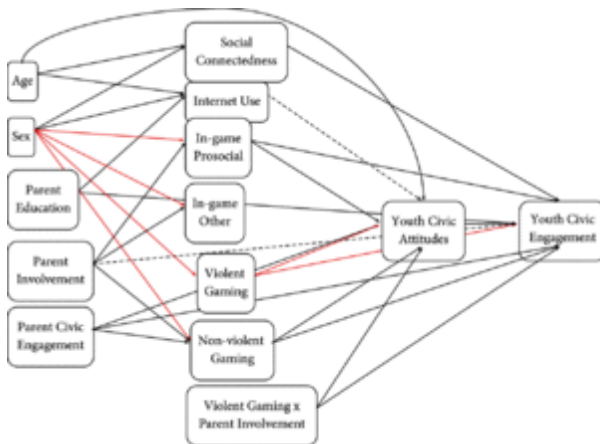 Social
Connectedness
Age
Internet Use
Sex
In-game
Prosocial
Parent
Education
In-game
Other
Youth Civic
Attitudes
Youth Civic
Engagement
Parent
Involvement
Violent
Gaming
Parent Civic
Engagement
Non-violent
Gaming
Violent Gaming x
Parent Involvement